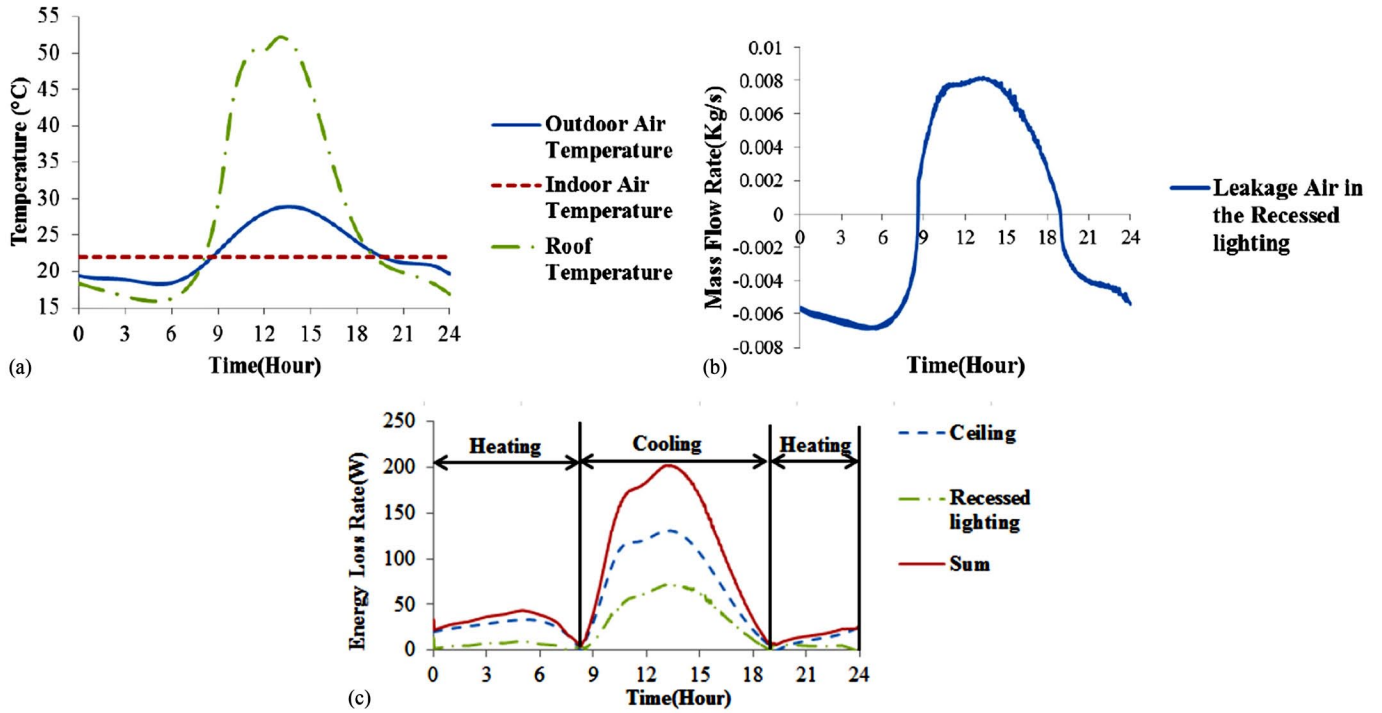 55
50
45
40
35
30
25
20
15
Temperature (°C)
0 3 6 9 12 15 18 21 24
Time(Hour)
(a)
Outdoor Air
Temperature
Indoor Air
Temperature
Roof
Temperature
0.01
0.008
0.006
0.004
0.002
0
-0.002
-0.004
-0.006
-0.008
Mass Flow Rate(Kg/s)
0 3 6 9 12 15 18 21 24
Time(Hour)
(b)
Leakage Air in
the Recessed
lighting
250
200
150
100
50
0
Energy Loss Rate(W)
Heating Cooling Heating
0 3 6 9 12 15 18 21 24
Time(Hour)
(c)
Ceiling
Recessed
lighting
Sum